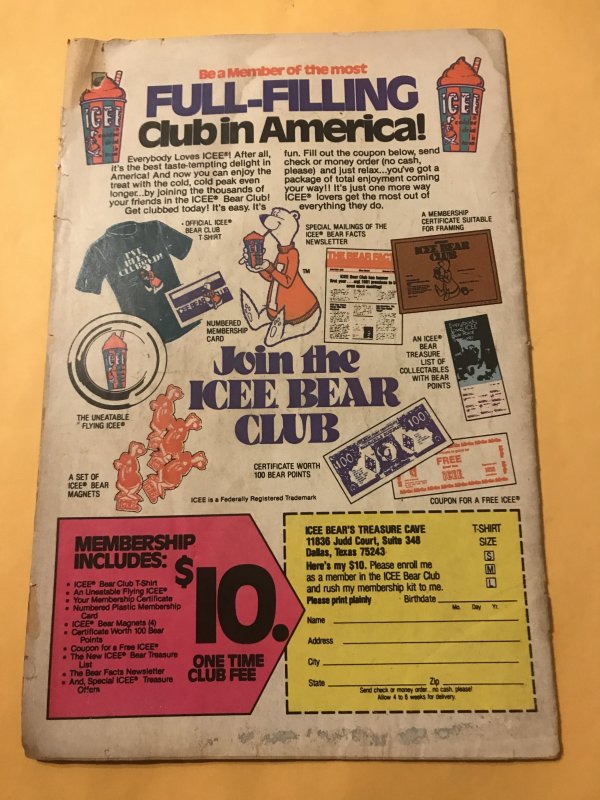 Be a Member of the most
FULL-FILLING
Club in America!
Everybody Loves ICEE®! After all,
it's the best taste-tempting delight in
America! And now you can enjoy the
treat with the cold, cold peak even
longer...by joining the thousands of
your friends in the ICEE® Bear Club!
Get clubbed today! It's easy. It's
fun. Fill out the coupon below, send
check or money order (no cash,
please) and just relax...you've got a
package of total enjoyment coming
your way!! It's just one more way
ICEE® lovers get the most out of
everything they do.
ICEE
ICEE
• OFFICIAL ICEE®
BEAR CLUB
T-SHIRT
I'VE
BEEN
CLUBBED!
NUMBERED
MEMBERSHIP
CARD
SPECIAL MAILINGS OF THE
ICEE® BEAR FACTS
NEWSLETTER
THE BEAR FACTS
A MEMBERSHIP
CERTIFICATE SUITABLE
FOR FRAMING
ICEE BEAR
CLUB
TM
AN ICEE®
BEAR
TREASURE
LIST OF
COLLECTABLES
WITH BEAR
POINTS
Join the
ICEE BEAR
CLUB
THE UNEATABLE
FLYING ICEE®
A SET OF
ICEE® BEAR
MAGNETS
CERTIFICATE WORTH
100 BEAR POINTS
100
100
FREE
ICEE
COUPON FOR A FREE ICEE®
ICEE is a Federally Registered Trademark
MEMBERSHIP
INCLUDES:
• ICEE® Bear Club T-Shirt
• An Uneatable Flying ICEE®
• Your Membership Certificate
• Numbered Plastic Membership
Card
• ICEE® Bear Magnets (4)
• Certificate Worth 100 Bear
Points
• Coupon for a Free ICEE®
• The New ICEE® Bear Treasure
List
• The Bear Facts Newsletter
• And, Special ICEE® Treasure
Offers
$10.
ONE TIME
CLUB FEE
ICEE BEAR'S TREASURE CAVE
11836 Judd Court, Suite 348
Dallas, Texas 75243
Here's my $10. Please enroll me
as a member in the ICEE Bear Club
and rush my membership kit to me.
Please print plainly Birthdate
Mo. Day Yr.
T-SHIRT
SIZE
S
M
L
Name
Address
City
State Zip
Send check or money order...no cash, please!
Allow 4 to 6 weeks for delivery.